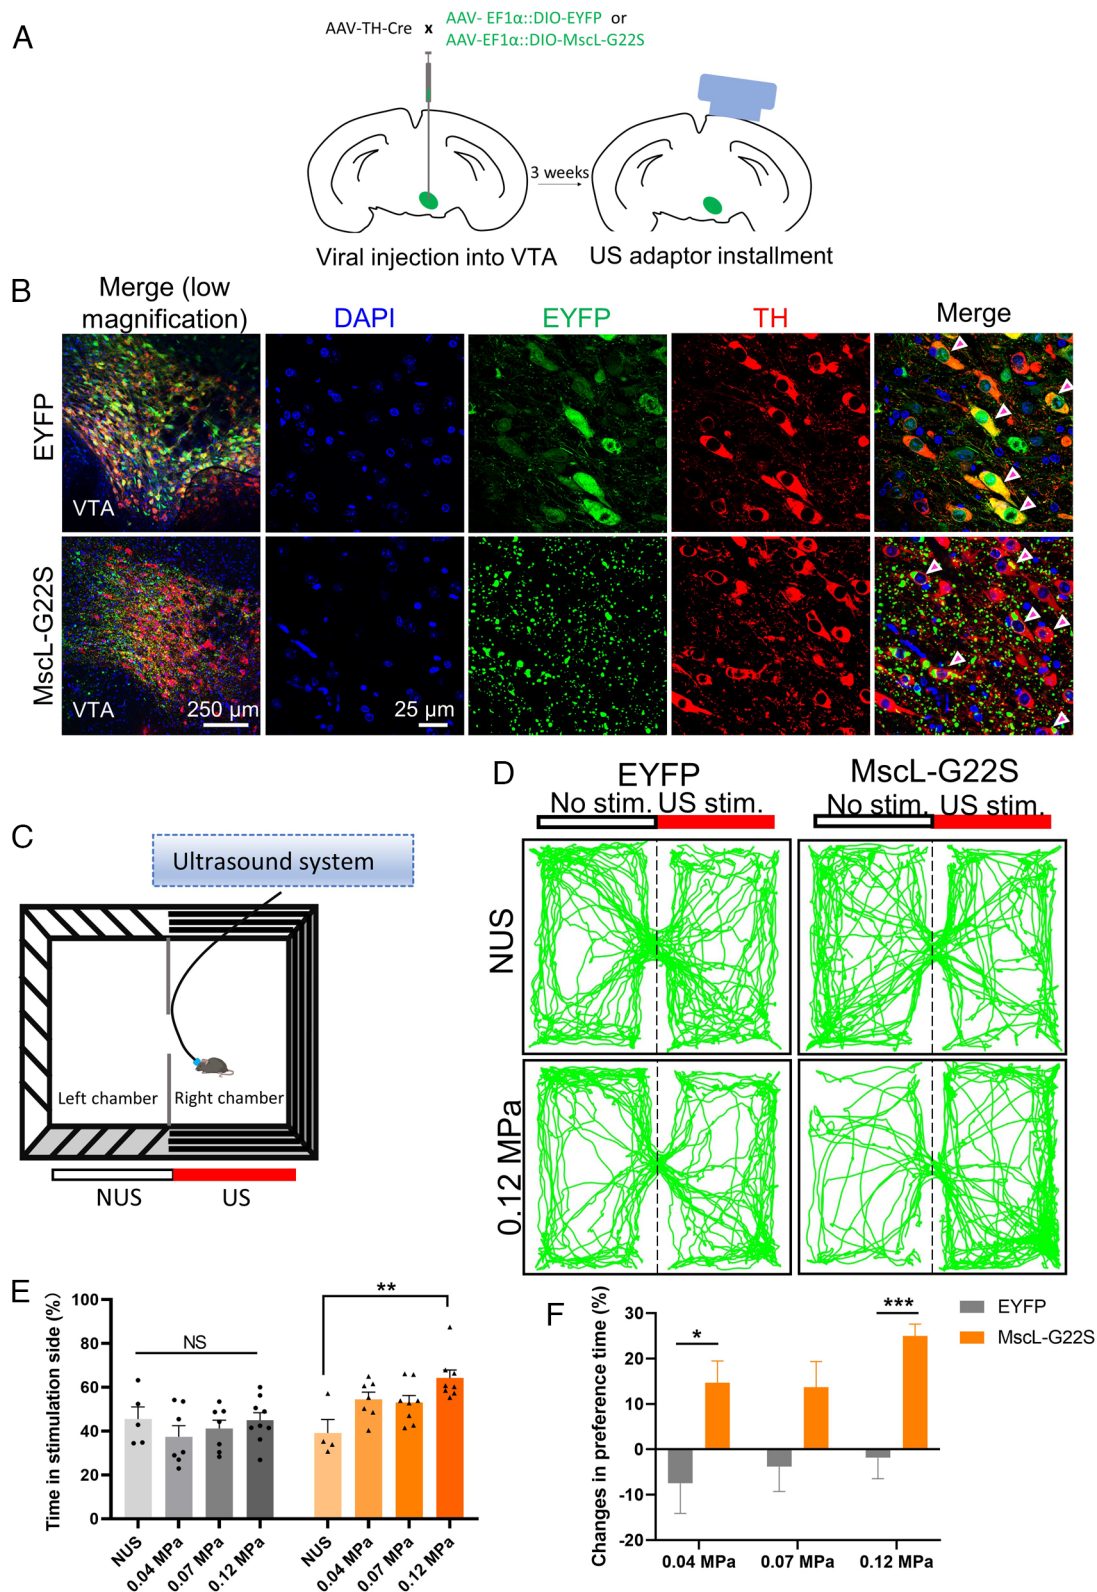 A
AAV-TH-Cre x AAV- EF1α::DIO-EYFP or
AAV-EF1α::DIO-MscL-G22S
3 weeks
Viral injection into VTA
US adaptor installment
B
Merge (low
magnification)
DAPI
EYFP
TH
Merge
EYFP
VTA
MscL-G22S
VTA
250 µm
25 µm
C
Ultrasound system
Left chamber
Right chamber
NUS
US
D
EYFP
MscL-G22S
No stim. US stim.
No stim. US stim.
NUS
0.12 MPa
E
Time in stimulation side (%)
100
80
60
40
20
0
NS
**
NUS
0.04 MPa
0.07 MPa
0.12 MPa
NUS
0.04 MPa
0.07 MPa
0.12 MPa
F
Changes in preference time (%)
30
20
10
0
-10
-20
*
***
EYFP
MscL-G22S
0.04 MPa
0.07 MPa
0.12 MPa